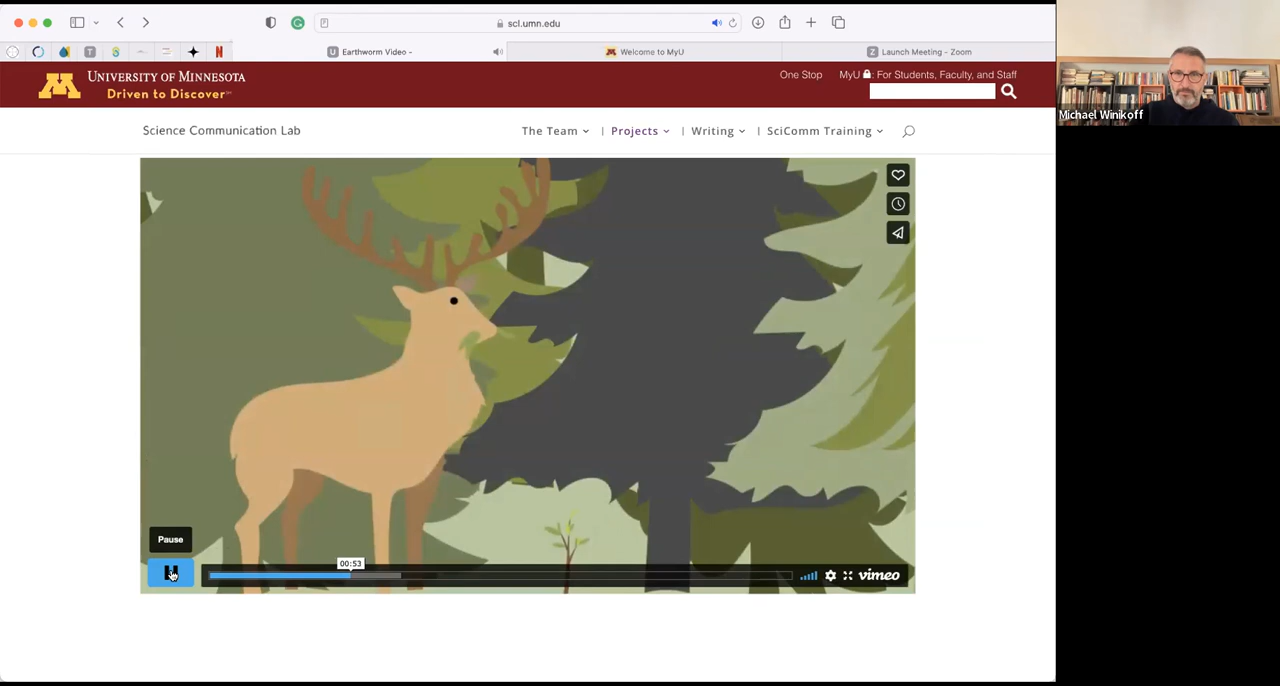 scl.umn.edu
Earthworm Video -
Welcome to MyU
Launch Meeting - Zoom
UNIVERSITY OF MINNESOTA
Driven to Discover℠
One Stop
MyU : For Students, Faculty, and Staff
Science Communication Lab
The Team
Projects
Writing
SciComm Training
Michael Winikoff
Pause
00:53
vimeo